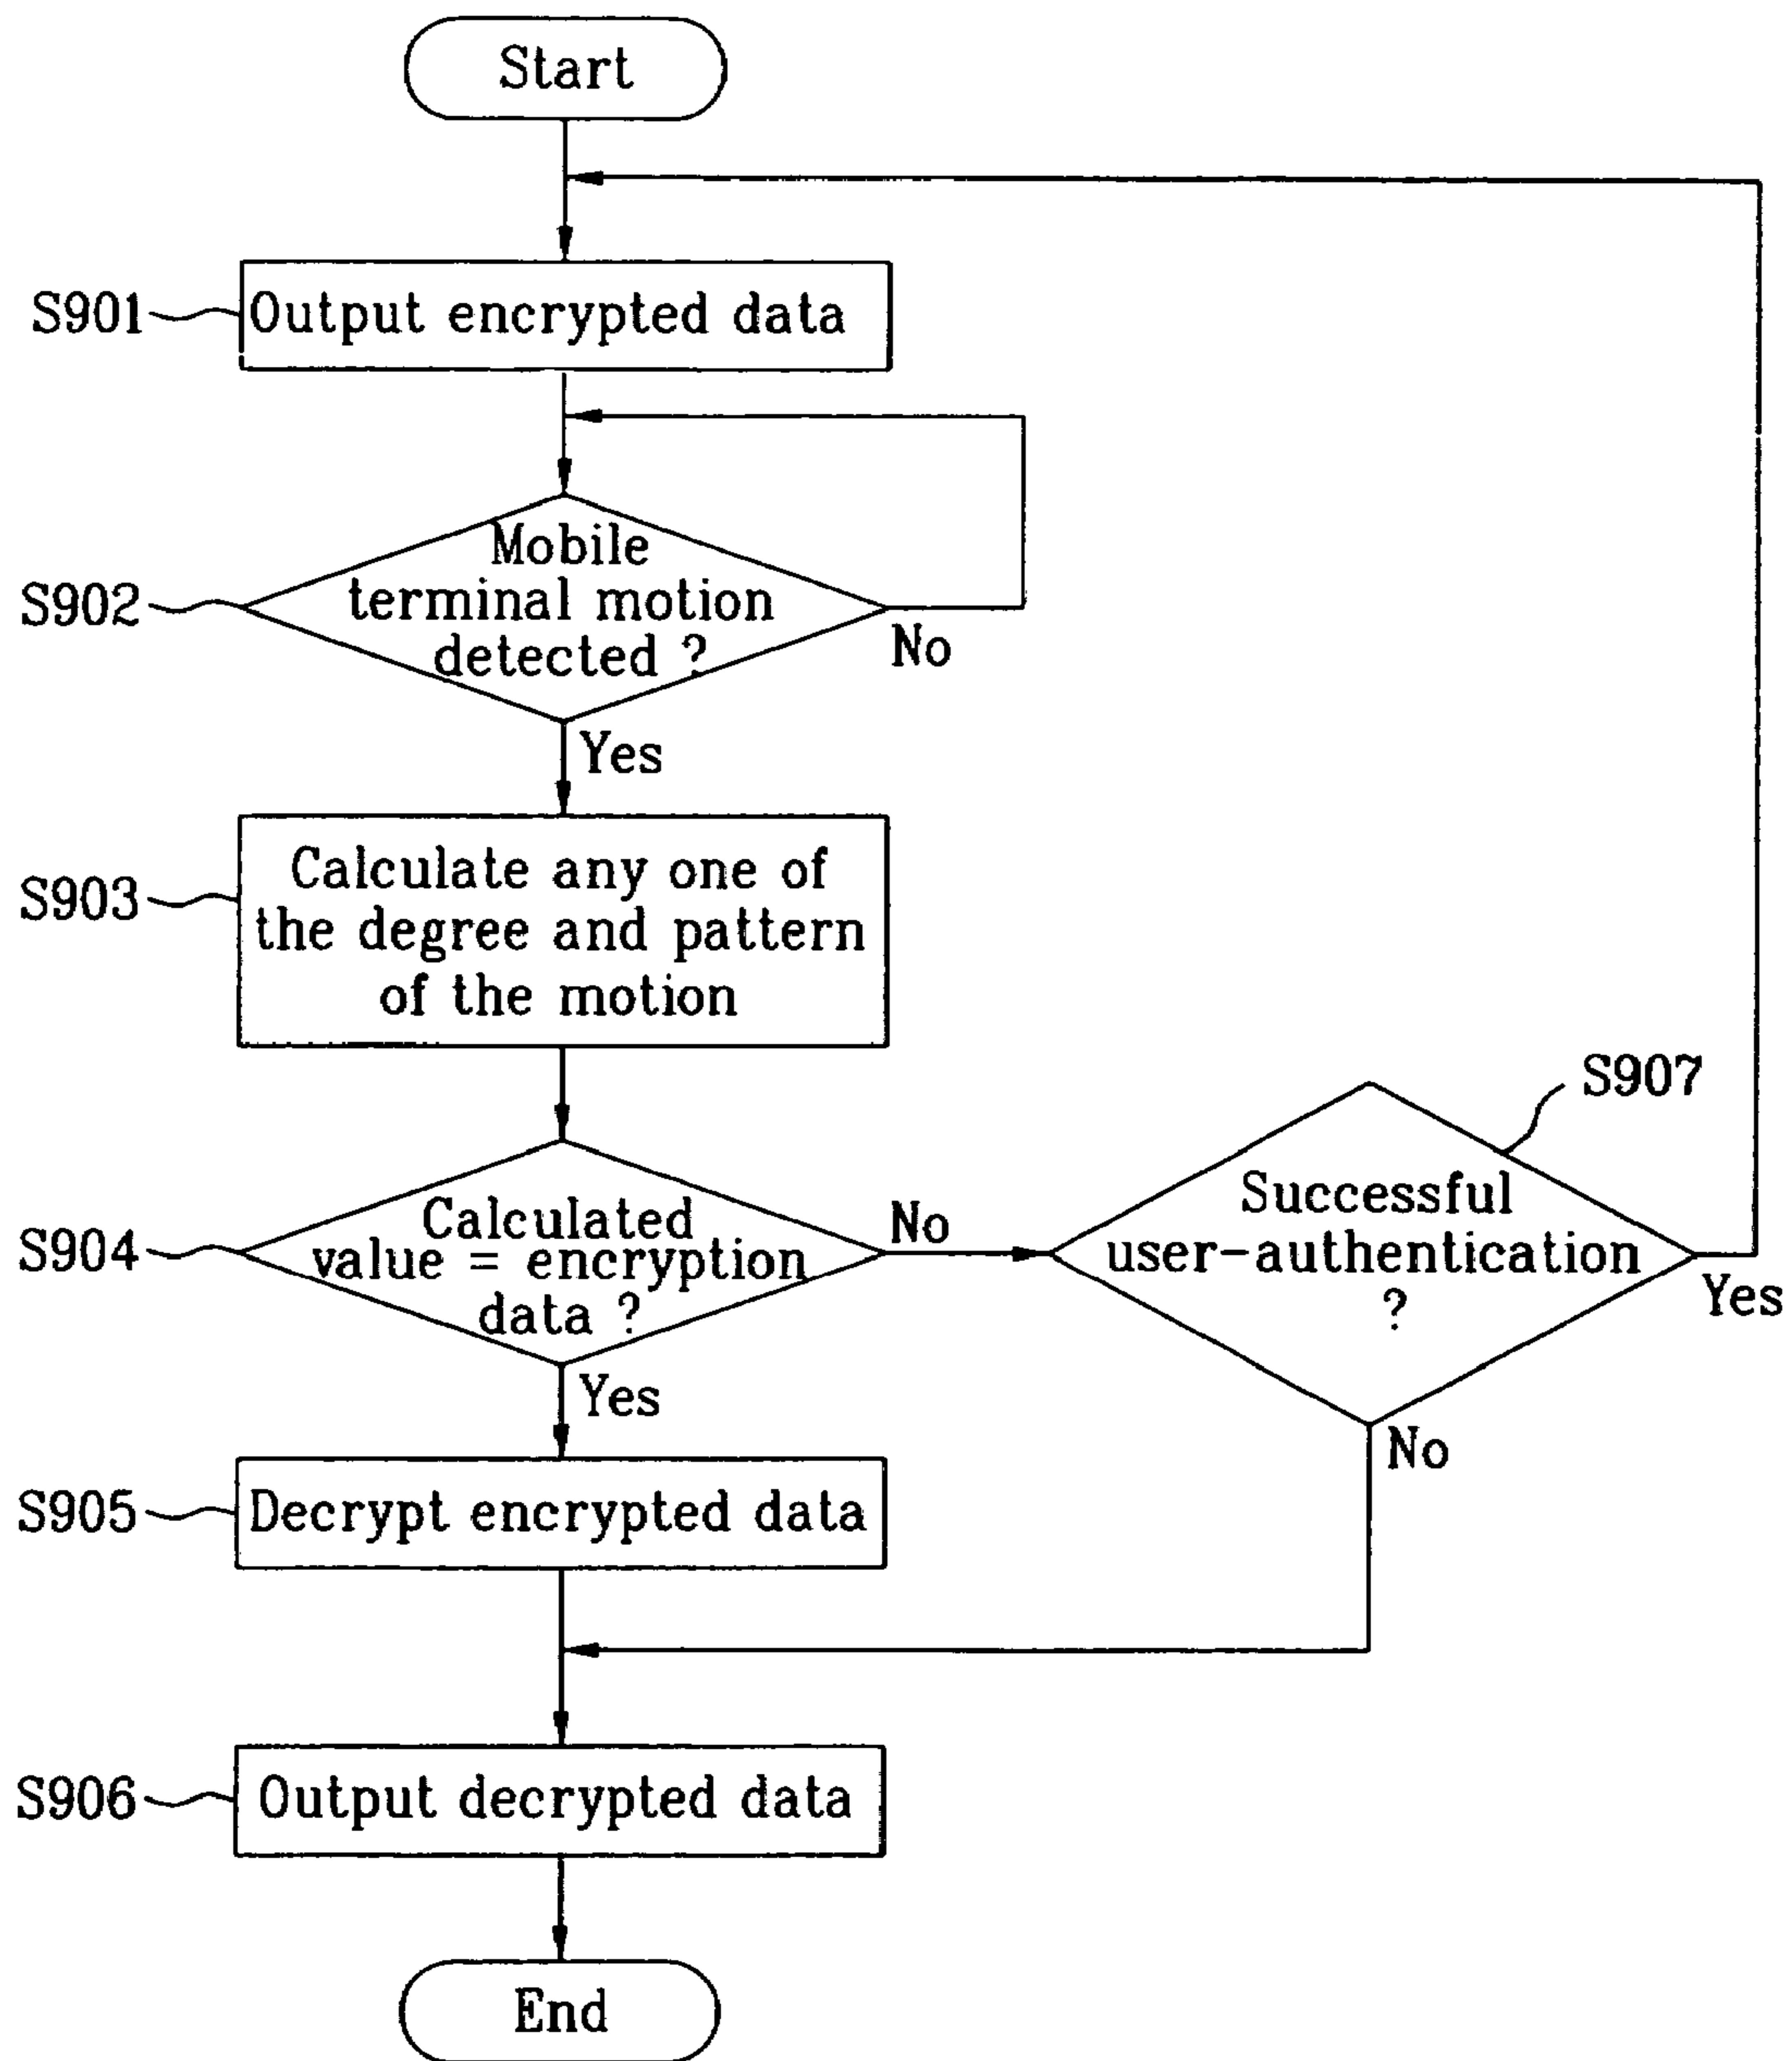 Start
S901
Output encrypted data
S902
Mobile
terminal motion
detected ?
No
Yes
S903
Calculate any one of
the degree and pattern
of the motion
S904
Calculated
value = encryption
data ?
No
Yes
S907
Successful
user-authentication
?
Yes
No
S905
Decrypt encrypted data
S906
Output decrypted data
End